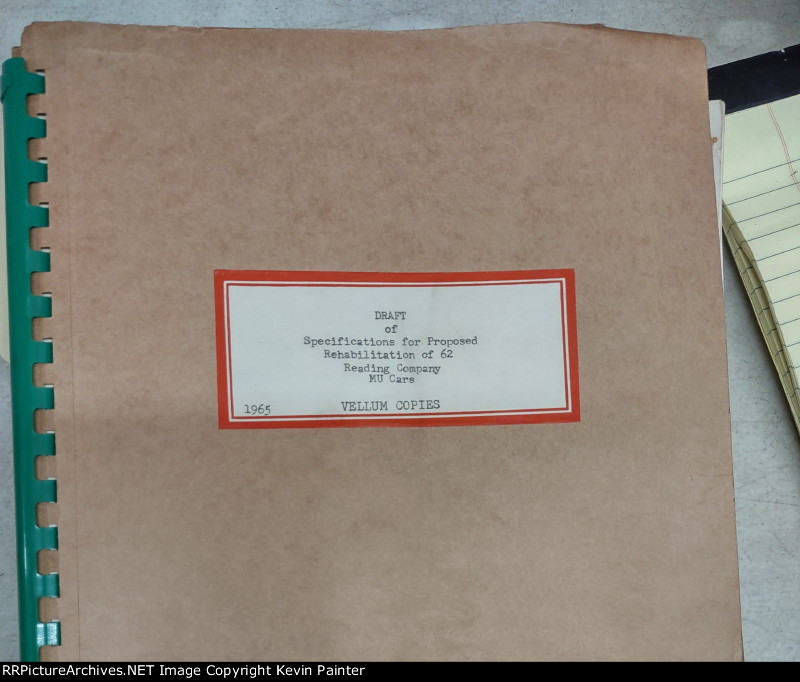 DRAFT
of
Specifications for Proposed
Rehabilitation of 62
Reading Company
MU Cars
1965 VELLUM COPIES
RRPictureArchives.NET Image Copyright Kevin Painter